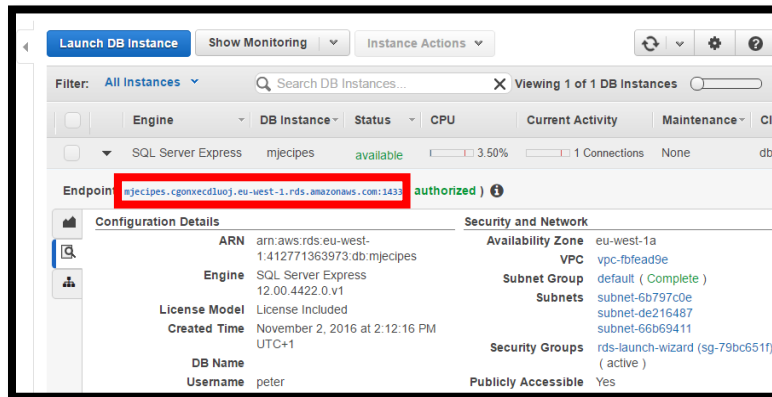 Launch DB Instance Show Monitoring Instance Actions
Filter: All Instances Search DB Instances... Viewing 1 of 1 DB Instances
Engine DB Instance Status CPU Current Activity Maintenance Cl
SQL Server Express mjecipes available 3.50% 1 Connections None db
Endpoint mjecipes.cgonxecdluoj.eu-west-1.rds.amazonaws.com:1433 authorized )
Configuration Details Security and Network
ARN arn:aws:rds:eu-west-1:412771363973:db:mjecipes
Availability Zone eu-west-1a
VPC vpc-fbfead9e
Engine SQL Server Express
12.00.4422.0.v1
Subnet Group default ( Complete )
Subnets subnet-6b797c0e
subnet-de216487
subnet-66b69411
License Model License Included
Created Time November 2, 2016 at 2:12:16 PM
UTC+1
Security Groups rds-launch-wizard (sg-79bc651f)
( active )
DB Name
Username peter Publicly Accessible Yes